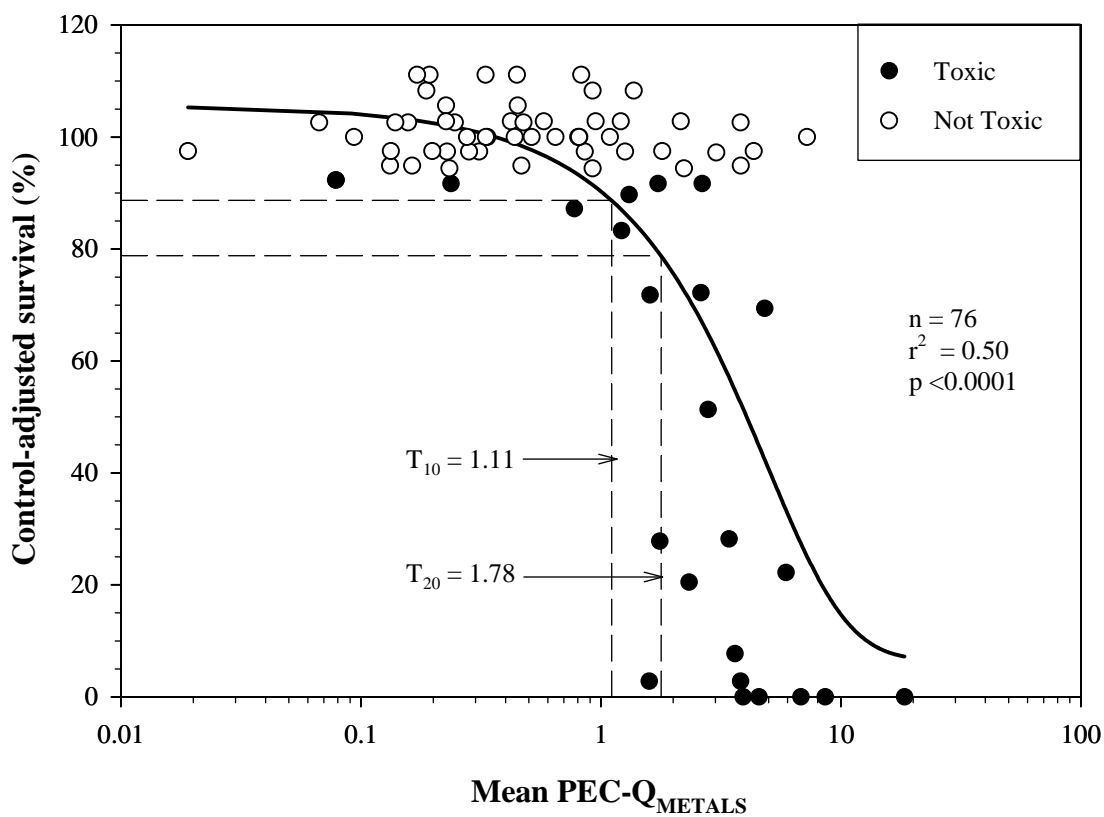 120
100
80
60
40
20
0
Control-adjusted survival (%)
Toxic
Not Toxic
n = 76
r² = 0.50
p <0.0001
T₁₀ = 1.11
T₂₀ = 1.78
0.01
0.1
1
10
100
Mean PEC-Q_METALS